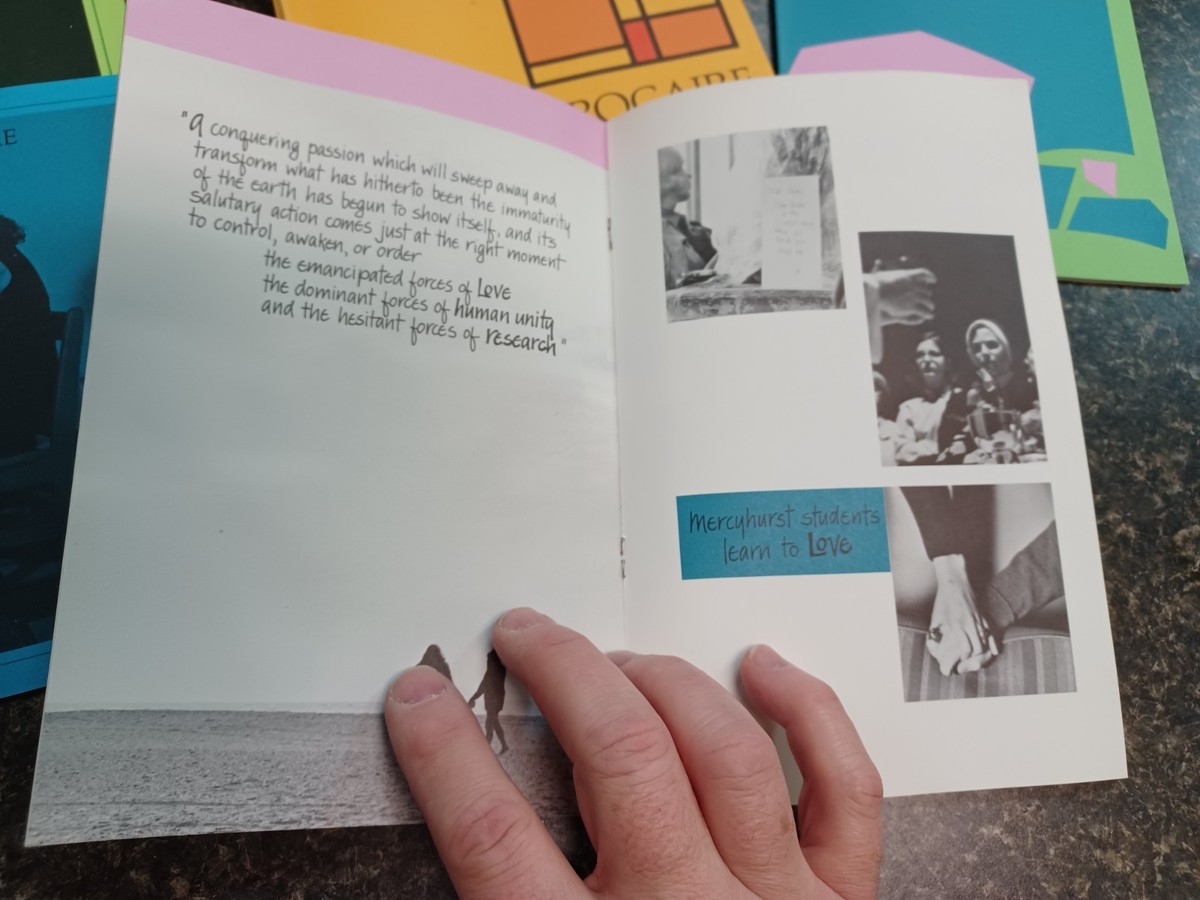 POCAIRE
RE
"a conquering passion which will sweep away and
transform what has hitherto been the immaturity
of the earth has begun to show itself, and its
salutary action comes just at the right moment
to control, awaken, or order
the emancipated forces of Love
the dominant forces of human unity
and the hesitant forces of research"
mercyhurst students
learn to Love